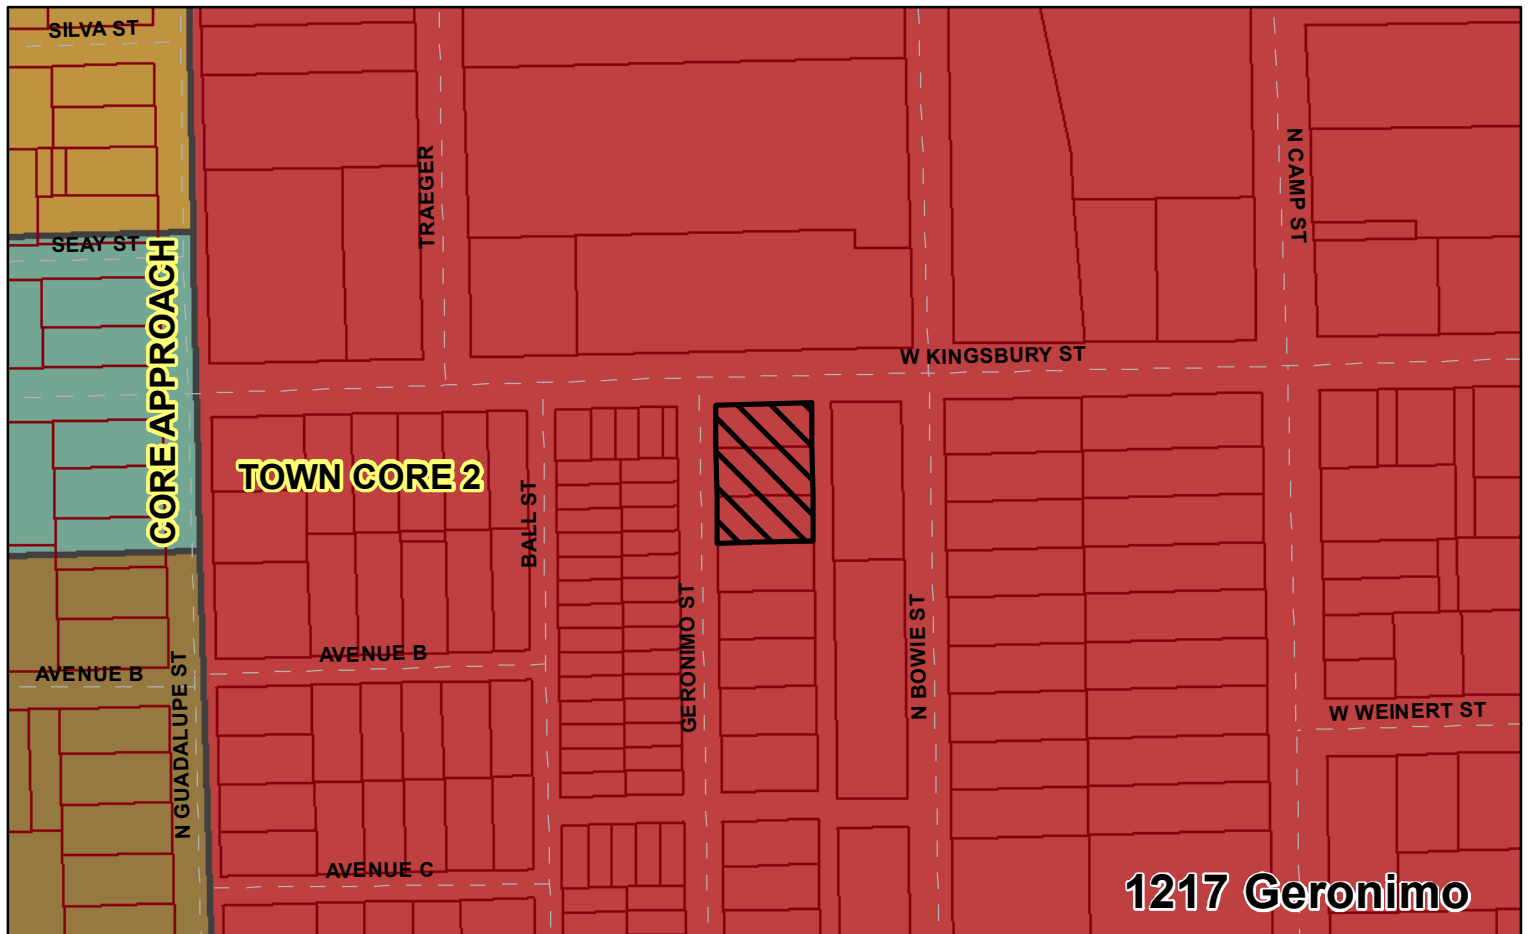 SILVA ST
SEAY ST
CORE APPROACH
TRAEGER
N CAMP ST
W KINGSBURY ST
TOWN CORE 2
BALL ST
GERONIMO ST
N BOWIE ST
AVENUE B
AVENUE B
N GUADALUPE ST
W WEINERT ST
AVENUE C
1217 Geronimo